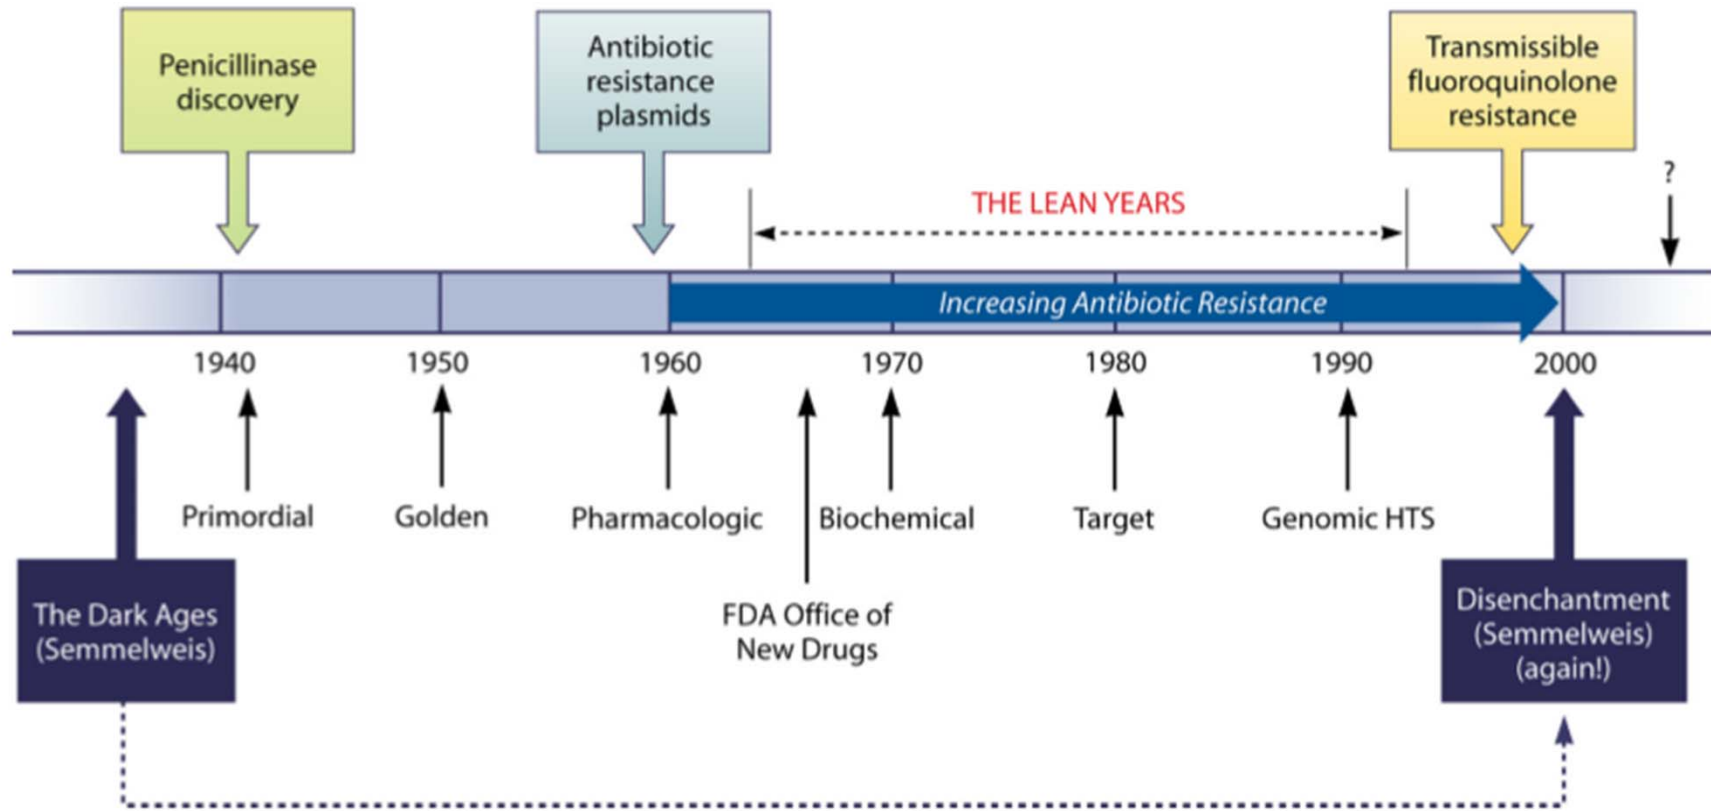 Penicillinase
discovery
Antibiotic
resistance
plasmids
Transmissible
fluoroquinolone
resistance
?
THE LEAN YEARS
Increasing Antibiotic Resistance
1940
1950
1960
1970
1980
1990
2000
Primordial
Golden
Pharmacologic
Biochemical
Target
Genomic HTS
FDA Office of
New Drugs
The Dark Ages
(Semmelweis)
Disenchantment
(Semmelweis)
(again!)